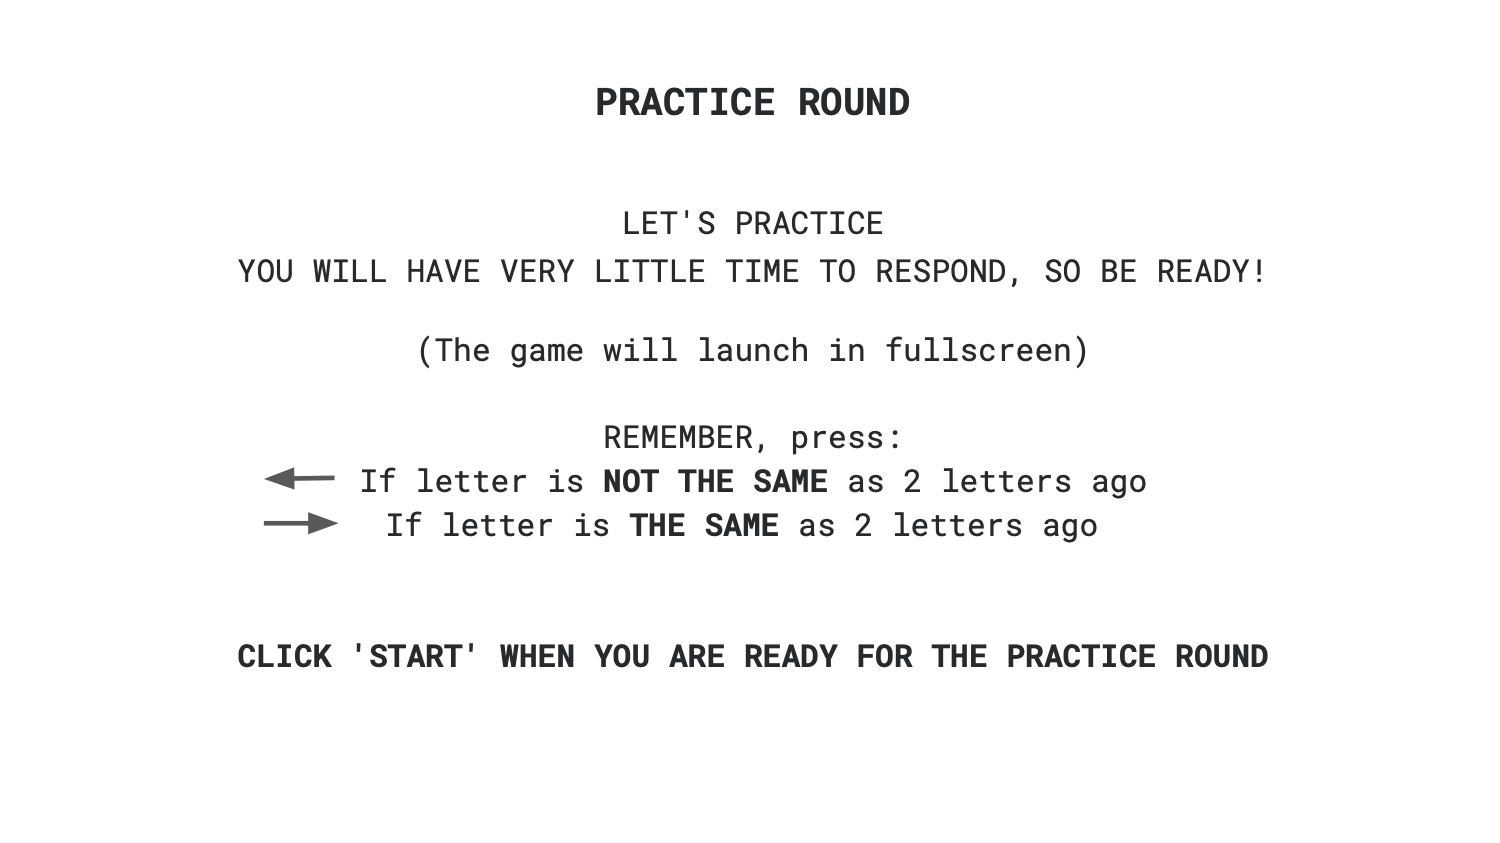 PRACTICE ROUND
LET'S PRACTICE
YOU WILL HAVE VERY LITTLE TIME TO RESPOND, SO BE READY!
(The game will launch in fullscreen)
REMEMBER, press:
If letter is NOT THE SAME as 2 letters ago
If letter is THE SAME as 2 letters ago
CLICK 'START' WHEN YOU ARE READY FOR THE PRACTICE ROUND